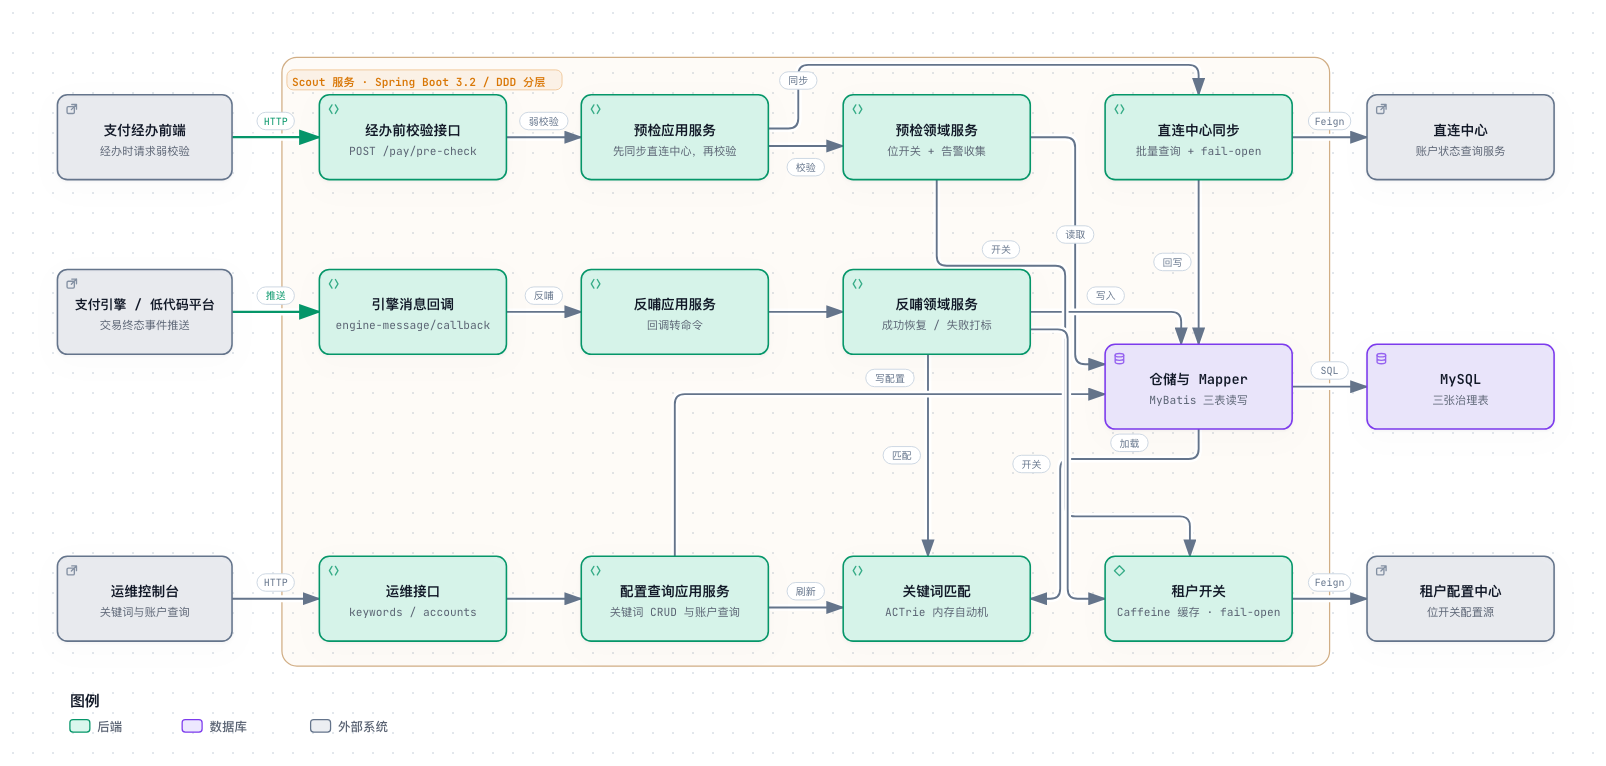 Scout 服务 · Spring Boot 3.2 / DDD 分层
支付经办前端
经办时请求弱校验
HTTP
经办前校验接口
POST /pay/pre-check
弱校验
预检应用服务
先同步直连中心，再校验
同步
校验
预检领域服务
位开关 + 告警收集
直连中心同步
批量查询 + fail-open
Feign
直连中心
账户状态查询服务
读取
开关
回写
支付引擎 / 低代码平台
交易终态事件推送
推送
引擎消息回调
engine-message/callback
反哺
反哺应用服务
回调转命令
反哺领域服务
成功恢复 / 失败打标
写入
仓储与 Mapper
MyBatis 三表读写
SQL
MySQL
三张治理表
写配置
匹配
开关
加载
运维控制台
关键词与账户查询
HTTP
运维接口
keywords / accounts
配置查询应用服务
关键词 CRUD 与账户查询
刷新
关键词匹配
ACTrie 内存自动机
租户开关
Caffeine 缓存 · fail-open
Feign
租户配置中心
位开关配置源
图例
后端
数据库
外部系统